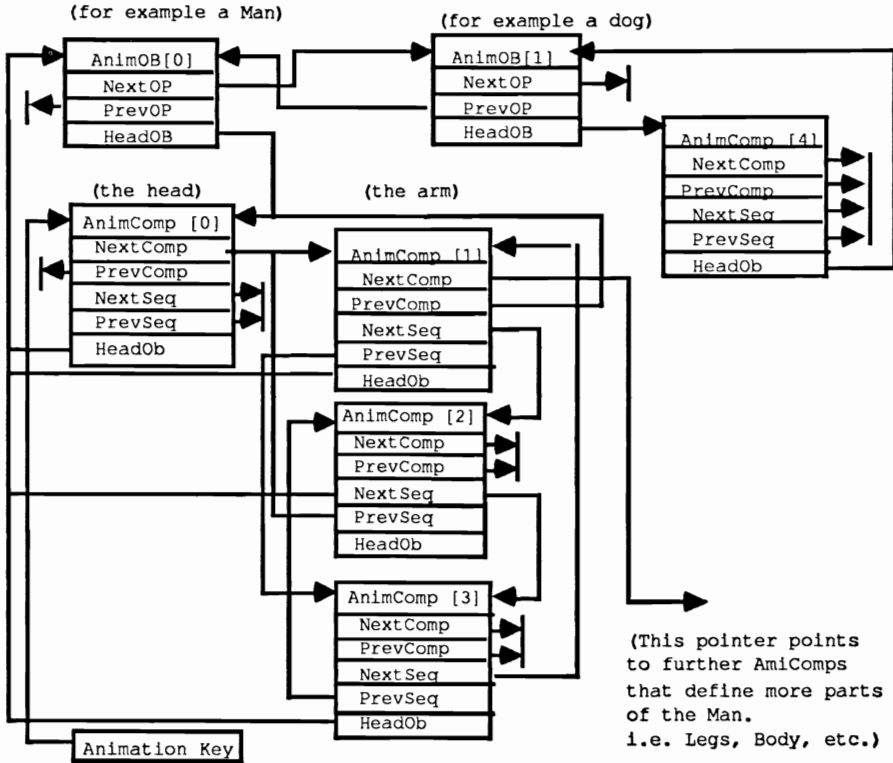 (for example a Man)
(for example a dog)
AnimOB[0]
NextOP
PrevOP
HeadOB
AnimOB[1]
NextOP
PrevOP
HeadOB
AnimComp [4]
NextComp
PrevComp
NextSeq
PrevSeq
HeadOb
(the head)
AnimComp [0]
NextComp
PrevComp
NextSeq
PrevSeq
HeadOb
(the arm)
AnimComp [1]
NextComp
PrevComp
NextSeq
PrevSeq
HeadOb
AnimComp [2]
NextComp
PrevComp
NextSeq
PrevSeq
HeadOb
AnimComp [3]
NextComp
PrevComp
NextSeq
PrevSeq
HeadOb
(This pointer points
to further AmiComps
that define more parts
of the Man.
i.e. Legs, Body, etc.)
Animation Key